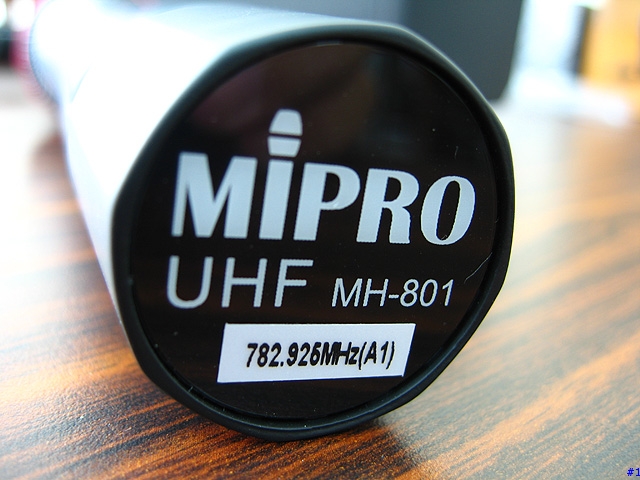 MiPRO
UHF MH-801
782.925MHz(A1)
#1